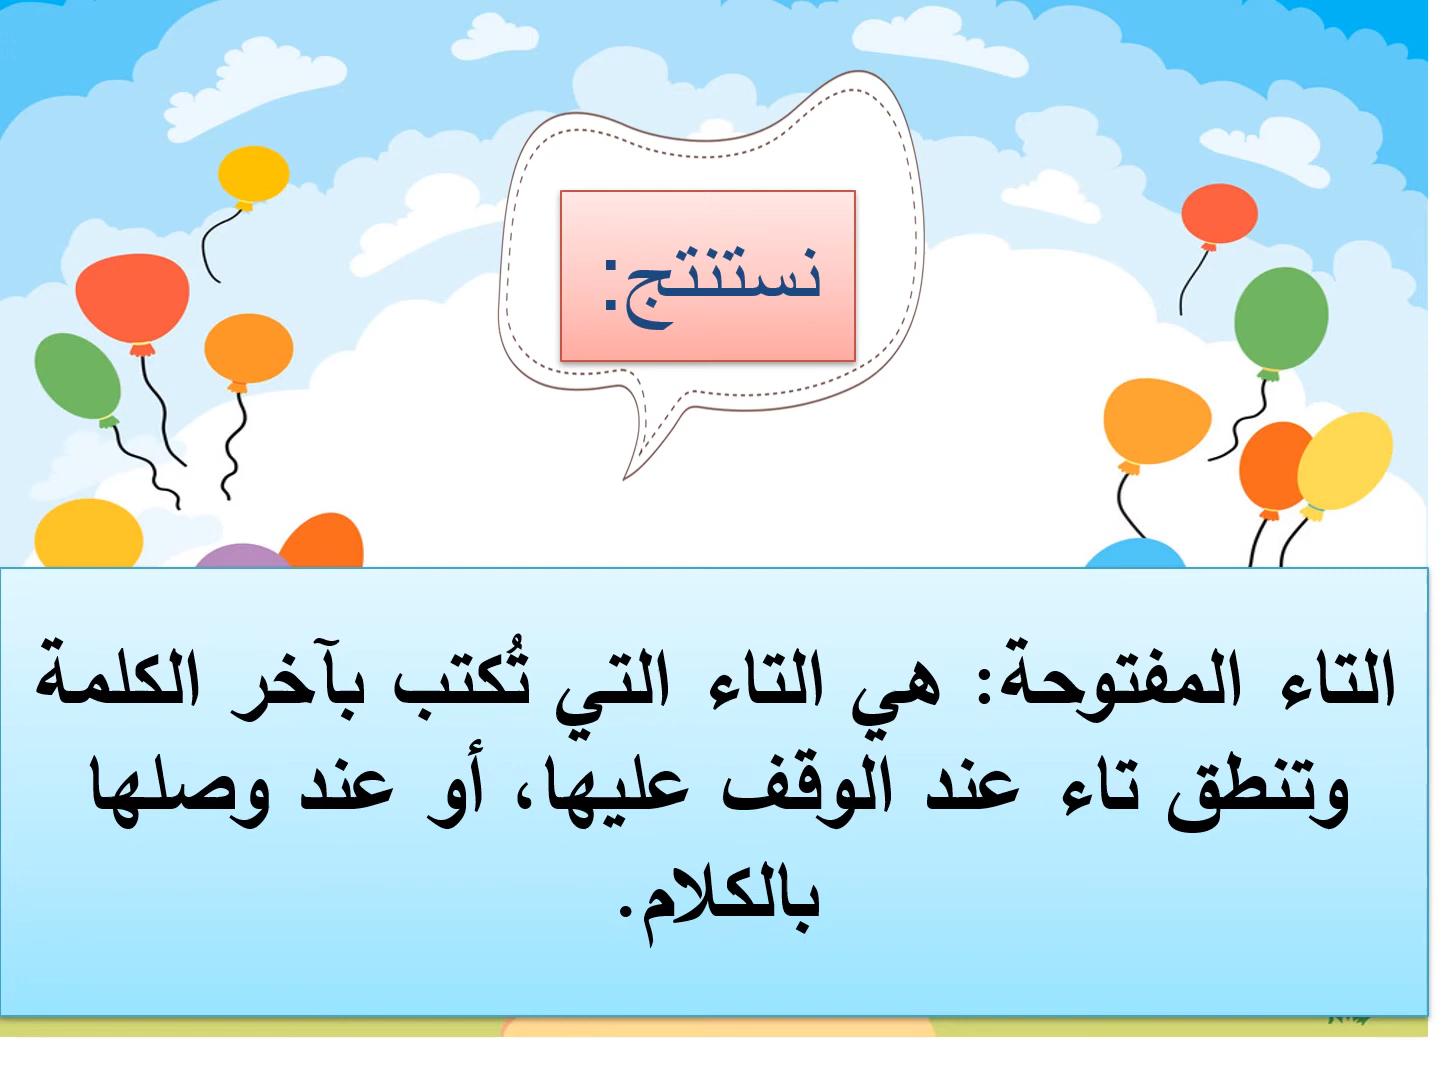 نستنتج:
التاء المفتوحة: هي التاء التي تُكتب بآخر الكلمة
وتنطق تاء عند الوقف عليها، أو عند وصلها
بالكلام.